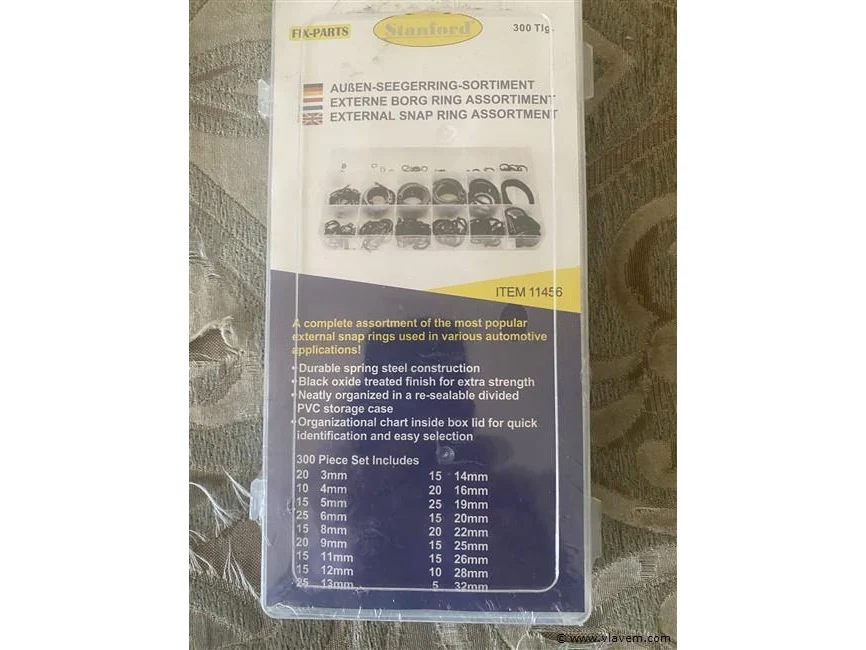 FIX-PARTS
Stanford
300 Tlg.
AUßEN-SEEGERRING-SORTIMENT
EXTERNE BORG RING ASSORTIMENT
EXTERNAL SNAP RING ASSORTMENT
ITEM 11456
A complete assortment of the most popular
external snap rings used in various automotive
applications!
•Durable spring steel construction
•Black oxide treated finish for extra strength
•Neatly organized in a re-sealable divided
PVC storage case
•Organizational chart inside box lid for quick
identification and easy selection
300 Piece Set Includes
20 3mm
10 4mm
15 5mm
25 6mm
15 8mm
20 9mm
15 11mm
15 12mm
25 13mm
15 14mm
20 16mm
25 19mm
15 20mm
20 22mm
15 25mm
15 26mm
10 28mm
5 32mm
© www.vlavem.com